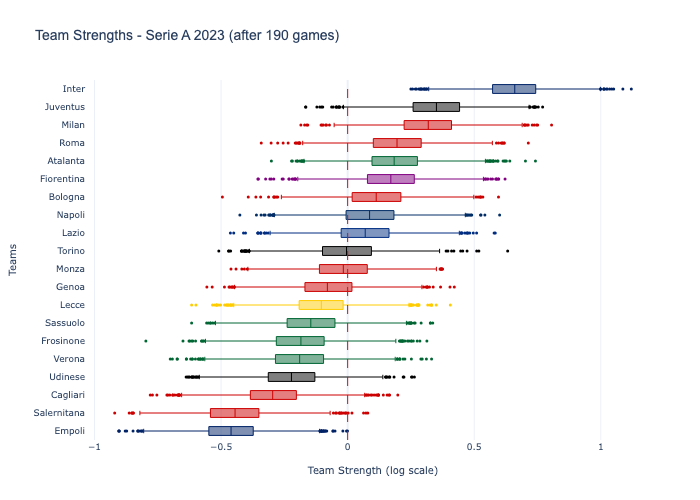 Team Strengths - Serie A 2023 (after 190 games)
Inter
Juventus
Milan
Roma
Atalanta
Fiorentina
Bologna
Napoli
Lazio
Torino
Monza
Genoa
Lecce
Sassuolo
Frosinone
Verona
Udinese
Cagliari
Salernitana
Empoli
Teams
−1
−0.5
0
0.5
1
Team Strength (log scale)